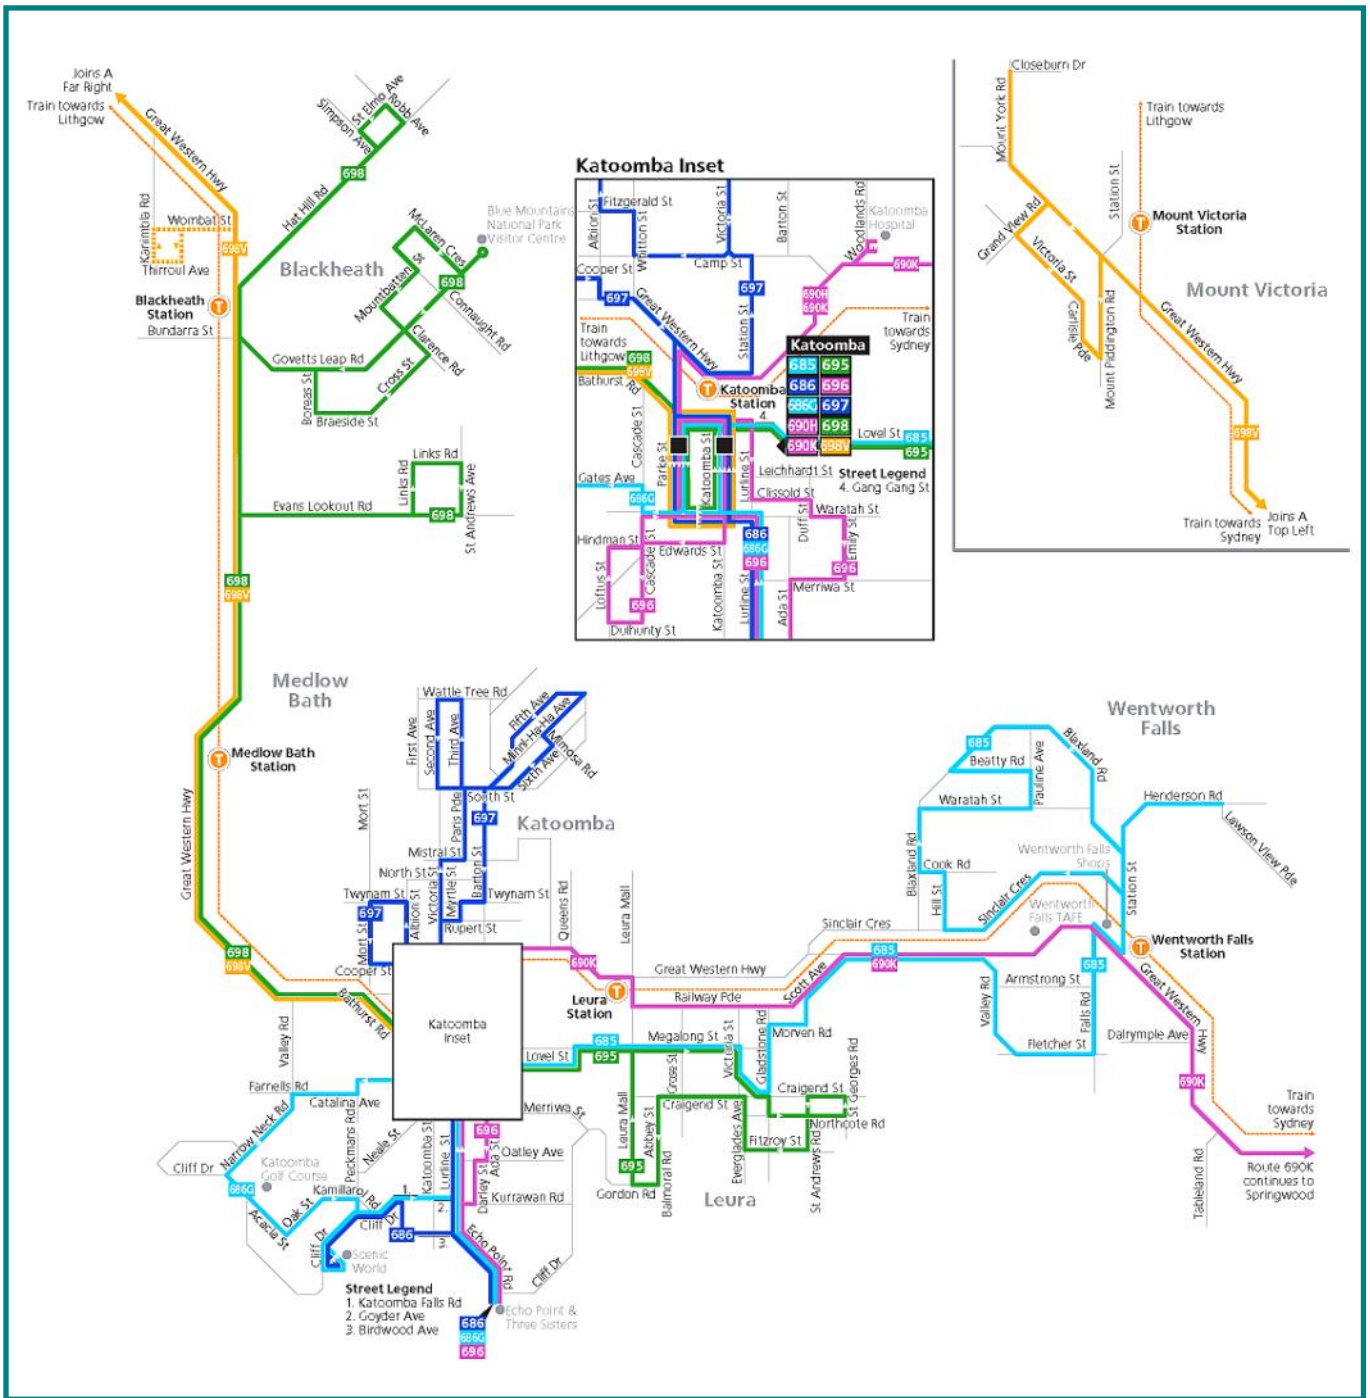 Joins A
Far Right
Train towards
Lithgow
Great Western Hwy
Kanimbla Rd
Wombat St
698V
Thirroul Ave
Blackheath
Station
T
Bundarra St
St Elmo Ave
Robb Ave
Simpson Ave
698
Hat Hill Rd
Blackheath
McLaren Cres
Blue Mountains
National Park
Visitor Centre
698
Mountbatten St
Connaught Rd
Clarence Rd
Govetts Leap Rd
Cross St
Boreas St
Braeside St
Links Rd
Links Rd
Evans Lookout Rd
698
St Andrews Ave
698
698V
Medlow
Bath
T
Medlow Bath
Station
Great Western Hwy
698
698V
Bathurst Rd
Katoomba Inset
Albion St
Fitzgerald St
Whitton St
Victoria St
Barton St
Woodlands Rd
Katoomba
Hospital
Cooper St
Camp St
690K
697
697
Great Western Hwy
Station St
690H
690K
Train
towards
Lithgow
Train
towards
Sydney
698
698V
Bathurst
Rd
T
Katoomba
Station
Katoomba
685 695
686 696
686G 697
690H 698
690K 698V
4.
Lovel St
685
695
Cascade St
Parke St
Katoomba St
Lurline St
Leichhardt St
Street Legend
4. Gang Gang St
Gates Ave
686G
Clissold St
Waratah St
Duff St
Emily St
Hindman St
Edwards St
686
686G
696
696
Loftus St
Cascade St
696
Katoomba St
Lurline St
Ada St
Merriwa St
Dulhunty St
Closeburn Dr
Mount York Rd
Train towards
Lithgow
Station St
T
Mount Victoria
Station
Grand View Rd
Victoria St
Carlisle Pde
Mount Piddington Rd
Mount Victoria
Great Western Hwy
698V
Train towards
Sydney
Joins A
Top Left
Wattle Tree Rd
First Ave
Second Ave
Third Ave
Fifth Ave
Minni-Ha-Ha Ave
Mimosa Rd
Sixth Ave
South St
697
Mort St
Paris Pde
Katoomba
Mistral St
North St
Twynam St
697
Albion St
Victoria St
Myrtle St
Barton St
Twynam St
Rupert St
Mort St
Cooper St
Queens Rd
Leura Mall
690K
Great Western Hwy
Leura
Station
T
Railway Pde
Katoomba
Inset
Valley Rd
Lovel St
685
695
Megalong St
Victoria St
Grose St
Gladstone Rd
Morven Rd
Scott Ave
685
690K
Sinclair Cres
Farnells Rd
Catalina Ave
Narrow Neck Rd
Peckmans Rd
Neale St
Cliff Dr
Katoomba
Golf Course
686G
Acacia St
Oak St
Kamillaroi Rd
1.
Cliff Dr
686
2.
3.
Cliff Dr
Scenic
World
Katoomba St
Lurline St
696
Ada St
Merriwa St
Oatley Ave
Darley St
Kurrawan Rd
Echo Point Rd
Cliff Dr
Echo Point &
Three Sisters
Street Legend
1. Katoomba Falls Rd
2. Goyder Ave
3. Birdwood Ave
686
686G
696
Leura Mall
Abbey St
Craigend St
695
Gordon Rd
Balmoral Rd
Everglades Ave
Fitzroy St
St Andrews Rd
Craigend St
Northcote Rd
St Georges Rd
Leura
Wentworth
Falls
685
Beatty Rd
Pauline Ave
Blaxland Rd
Waratah St
Henderson Rd
Lawson View Pde
Blaxland Rd
Cook Rd
Hill St
Wentworth Falls
Shops
Sinclair Cres
Station St
Wentworth
Falls TAFE
T
Wentworth Falls
Station
685
Valley Rd
Armstrong St
Falls Rd
Fletcher St
Great Western
Hwy
Dalrymple Ave
690K
Tableland Rd
Train
towards
Sydney
Route 690K
continues to
Springwood